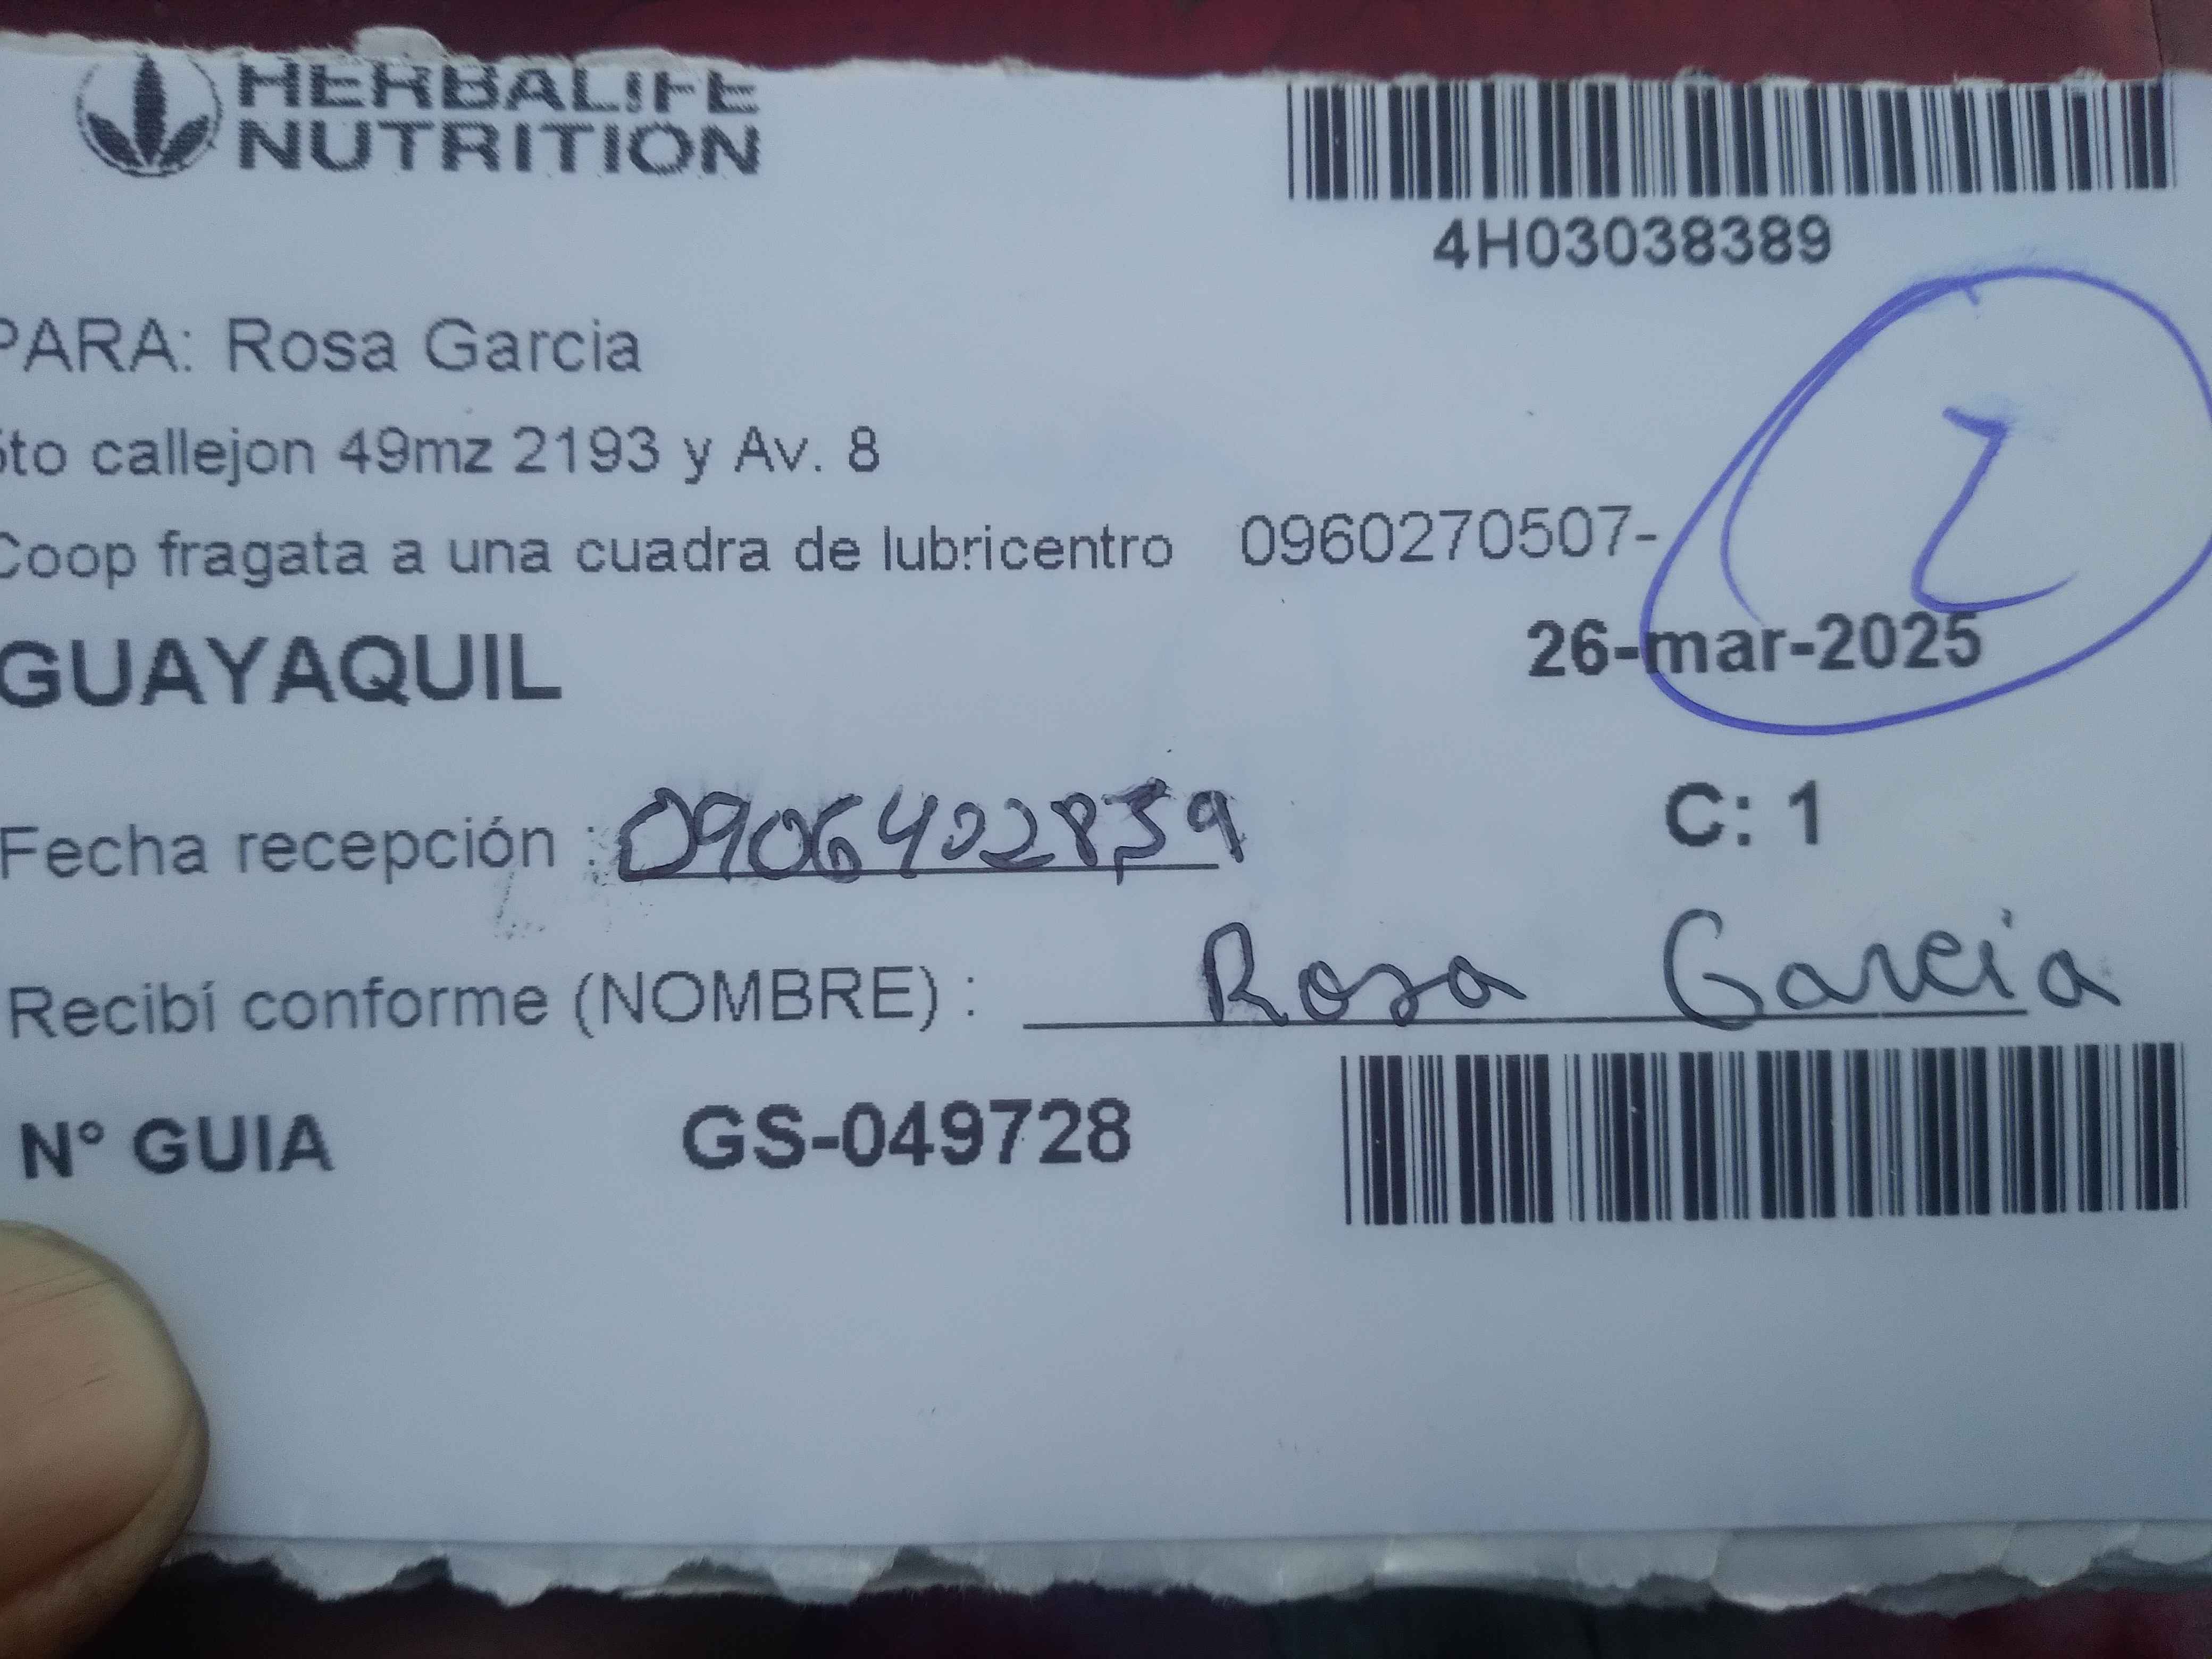 HERBALIFE
NUTRITION
4H03038389
PARA: Rosa Garcia
callejon 49mz 2193 y Av. 8
Coop fragata a una cuadra de lubricentro 0960270507-
2
GUAYAQUIL
26-mar-2025
Fecha recepción : 0906402839
C: 1
Recibí conforme (NOMBRE) : Rosa Garcia
N° GUIA GS-049728